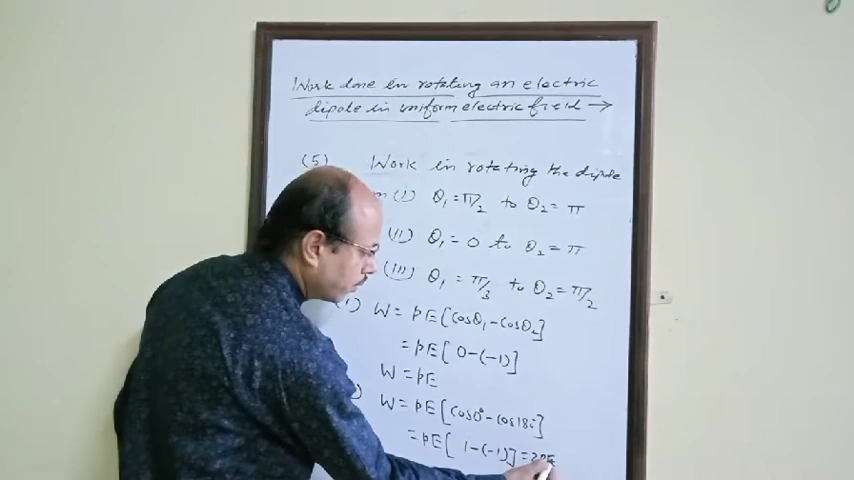 Work done in rotating an electric
dipole in uniform electric field →
(5) Work in rotating the dipole
(i) θ₁ = π/2 to θ₂ = π
(ii) θ₁ = 0 to θ₂ = π
(iii) θ₁ = π/3 to θ₂ = π/2
W = PE[cosθ₁ - cosθ₂]
= PE[0-(-1)]
W = PE
W = PE[cos0° - cos180°]
= PE[1-(-1)] = 2PE